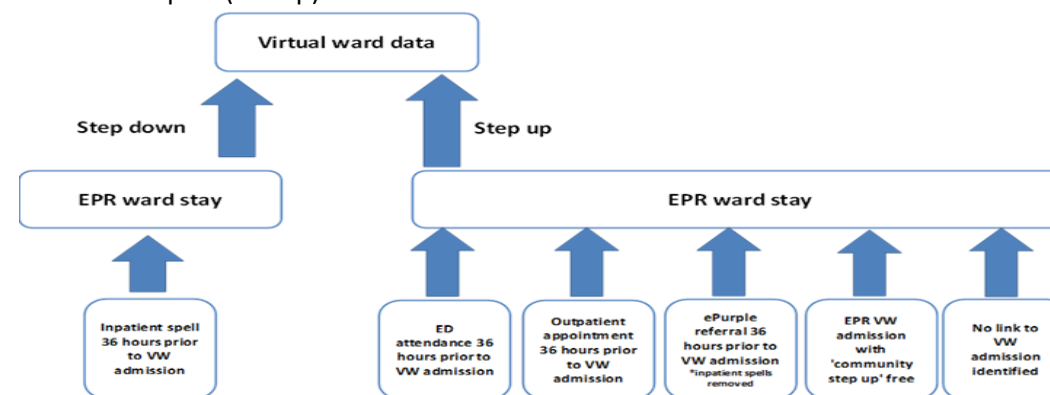 Virtual ward data
Step down
Step up
EPR ward stay
EPR ward stay
Inpatient spell
36 hours prior
to VW
admission
ED
attendance 36
hours prior to
VW admission
Outpatient
appointment
36 hours prior
to VW
admission
ePurple
referral 36
hours prior to
VW admission
*inpatient spells
removed
EPR VW
admission
with
'community
step up' free
No link to
VW
admission
identified